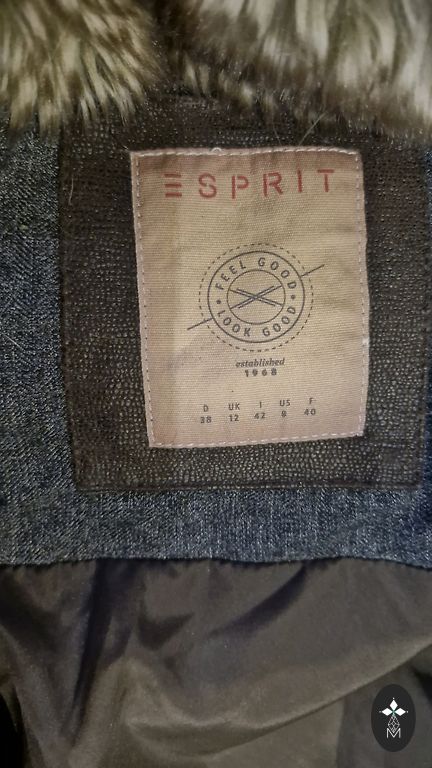 ESPRIT
FEEL GOOD
LOOK GOOD
established
1968
D UK I US F
38 12 42 8 40
M